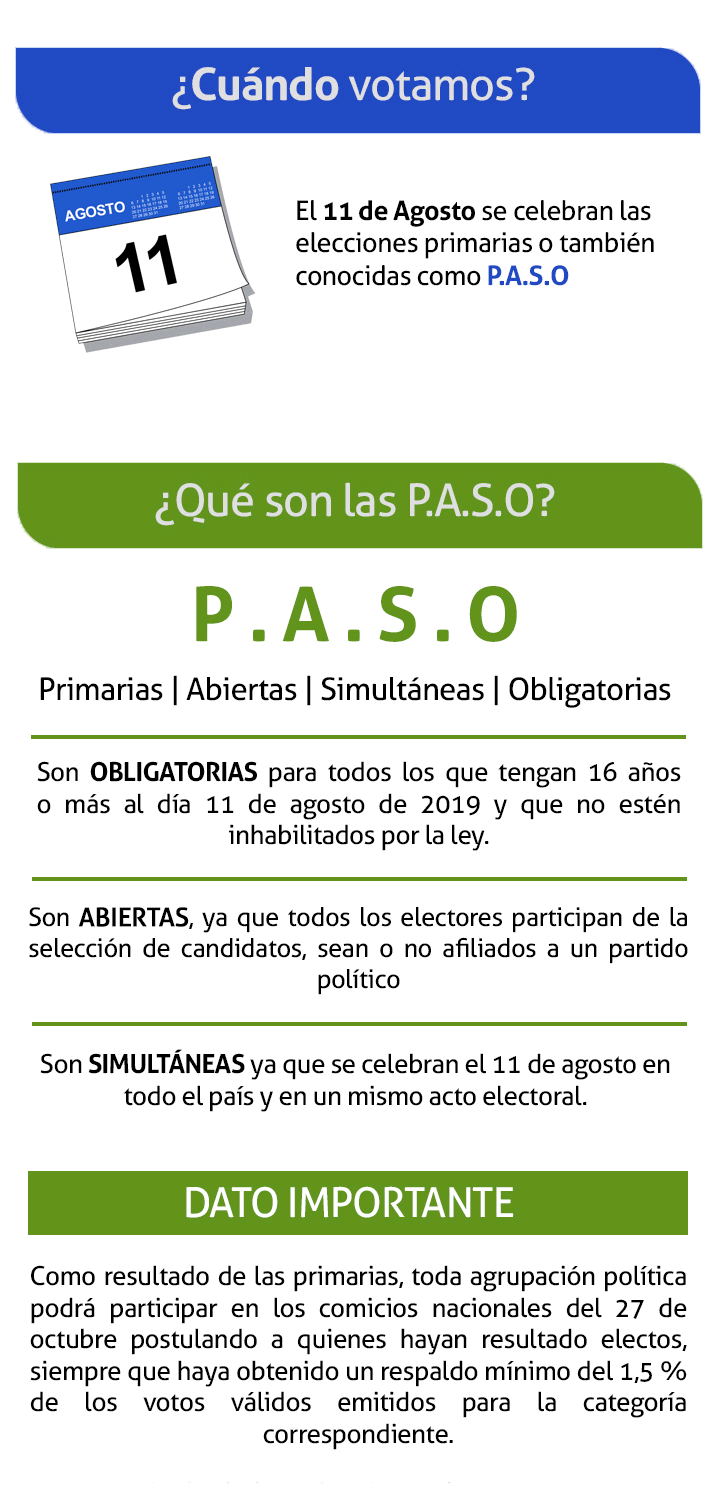 ¿Cuándo votamos?
AGOSTO
11
El 11 de Agosto se celebran las
elecciones primarias o también
conocidas como P.A.S.O
¿Qué son las P.A.S.O?
P.A.S.O
Primarias | Abiertas | Simultáneas | Obligatorias
Son OBLIGATORIAS para todos los que tengan 16 años
o más al día 11 de agosto de 2019 y que no estén
inhabilitados por la ley.
Son ABIERTAS, ya que todos los electores participan de la
selección de candidatos, sean o no afiliados a un partido
político
Son SIMULTÁNEAS ya que se celebran el 11 de agosto en
todo el país y en un mismo acto electoral.
DATO IMPORTANTE
Como resultado de las primarias, toda agrupación política
podrá participar en los comicios nacionales del 27 de
octubre postulando a quienes hayan resultado electos,
siempre que haya obtenido un respaldo mínimo del 1,5 %
de los votos válidos emitidos para la categoría
correspondiente.